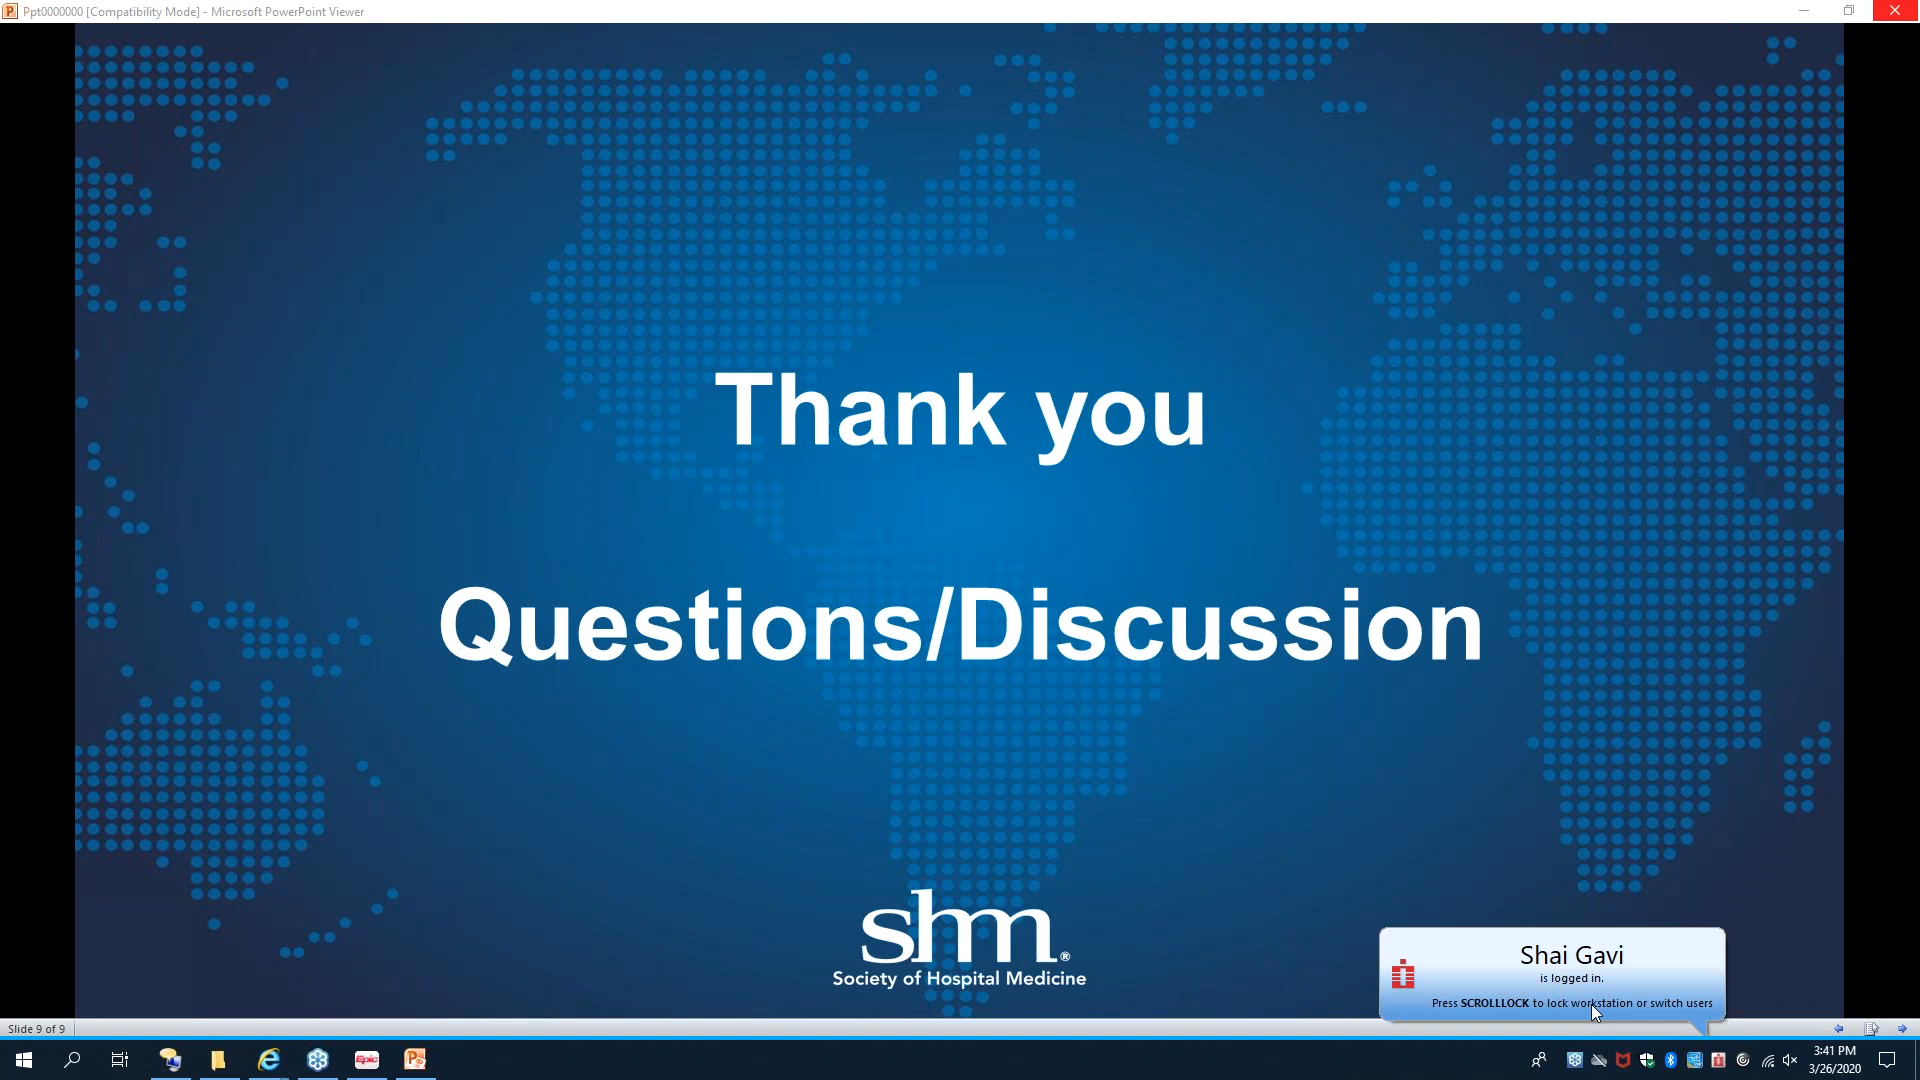 Ppt0000000 [Compatibility Mode] - Microsoft PowerPoint Viewer
Thank you
Questions/Discussion
shm®
Society of Hospital Medicine
Shai Gavi
is logged in.
Press SCROLLLOCK to lock workstation or switch users
Slide 9 of 9
Epic
3:41 PM
3/26/2020